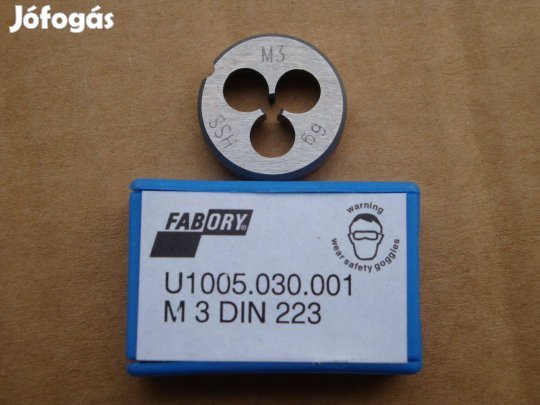 Jófogás
M3
HSS
6g
FABORY
warning
wear safety goggles
U1005.030.001
M 3 DIN 223